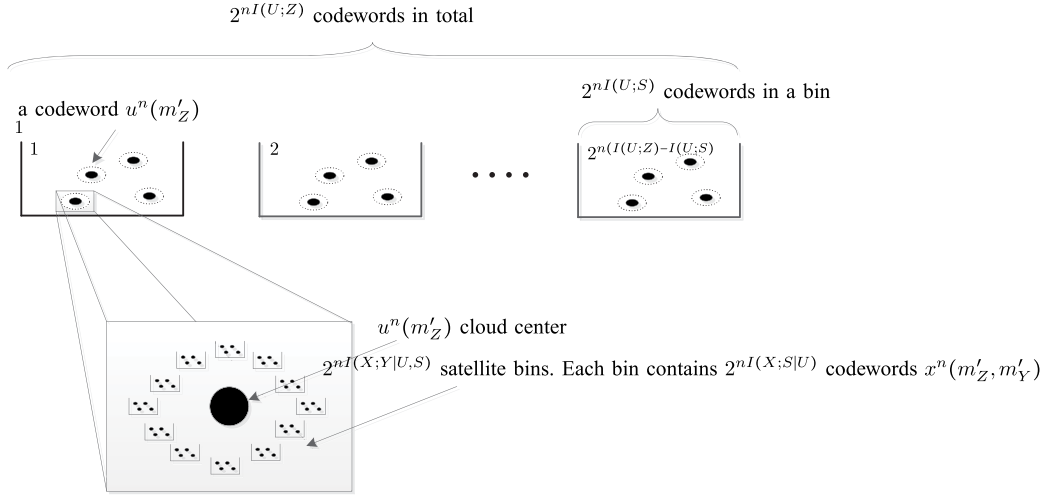 2^{nI(U;Z)} codewords in total
2^{nI(U;S)} codewords in a bin
a codeword u^n(m'_Z)
1
1
2
2^{n(I(U;Z)−I(U;S)}
u^n(m'_Z) cloud center
2^{nI(X;Y|U,S)} satellite bins. Each bin contains 2^{nI(X;S|U)} codewords x^n(m'_Z, m'_Y)